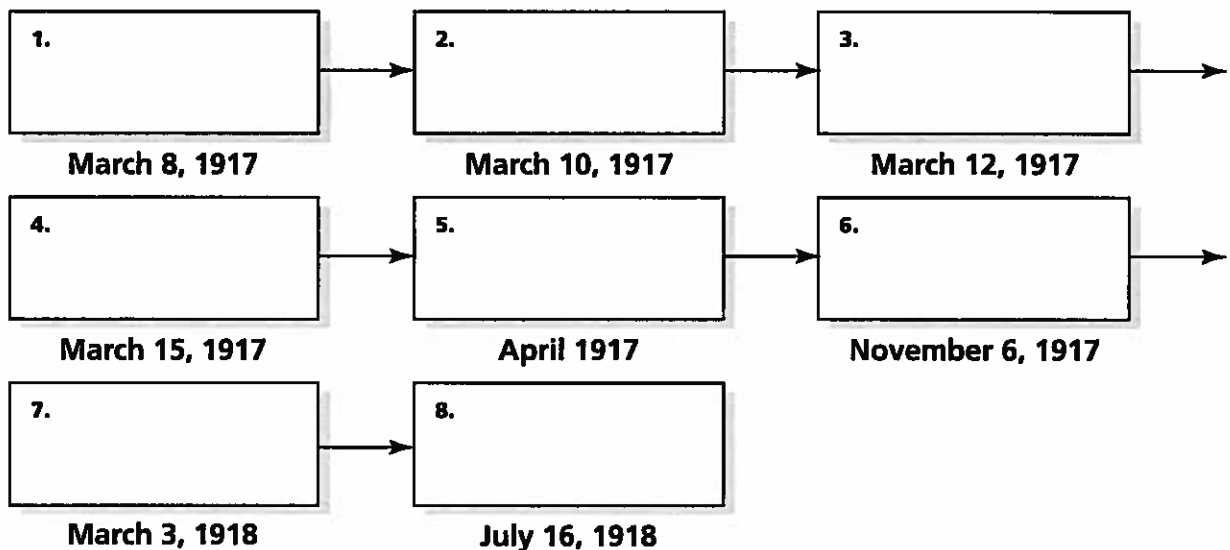 1.
2.
3.
March 8, 1917
March 10, 1917
March 12, 1917
4.
5.
6.
March 15, 1917
April 1917
November 6, 1917
7.
8.
March 3, 1918
July 16, 1918